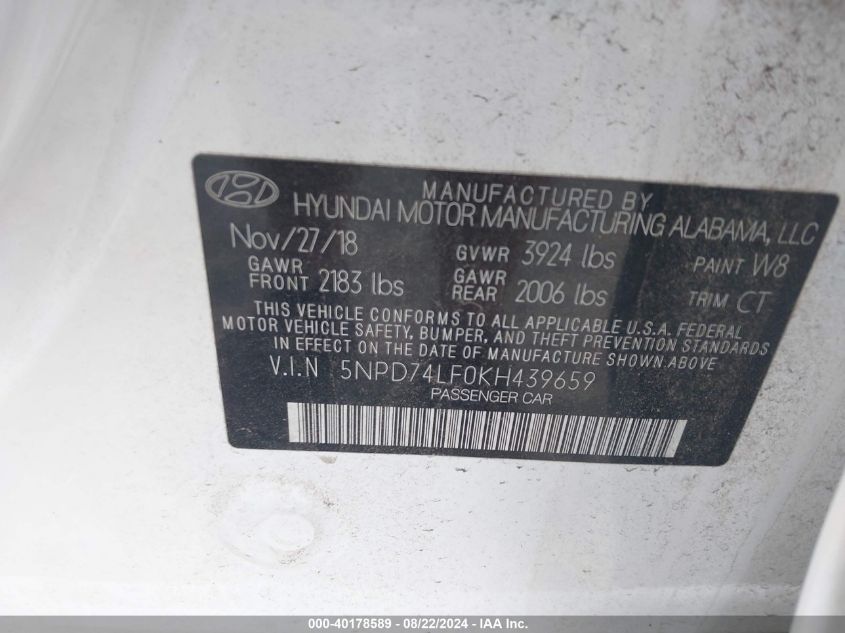 MANUFACTURED BY
HYUNDAI MOTOR MANUFACTURING ALABAMA, LLC
Nov/27/18 GVWR 3924 lbs PAINT W8
GAWR FRONT 2183 lbs GAWR REAR 2006 lbs TRIM CT
THIS VEHICLE CONFORMS TO ALL APPLICABLE U.S.A. FEDERAL
MOTOR VEHICLE SAFETY, BUMPER, AND THEFT PREVENTION STANDARDS
IN EFFECT ON THE DATE OF MANUFACTURE SHOWN ABOVE.
V.I.N 5NPD74LF0KH439659
PASSENGER CAR
000-40178589 - 08/22/2024 - IAA Inc.